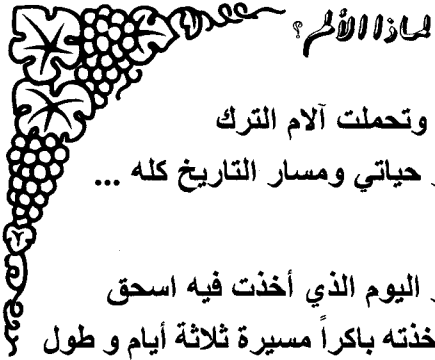 لماذا الألم ؟
وتحملت آلام الترك
حياتي ومسار التاريخ كله ...
اليوم الذي أخذت فيه اسحق
خذته باكراً مسيرة ثلاثة أيام و طول